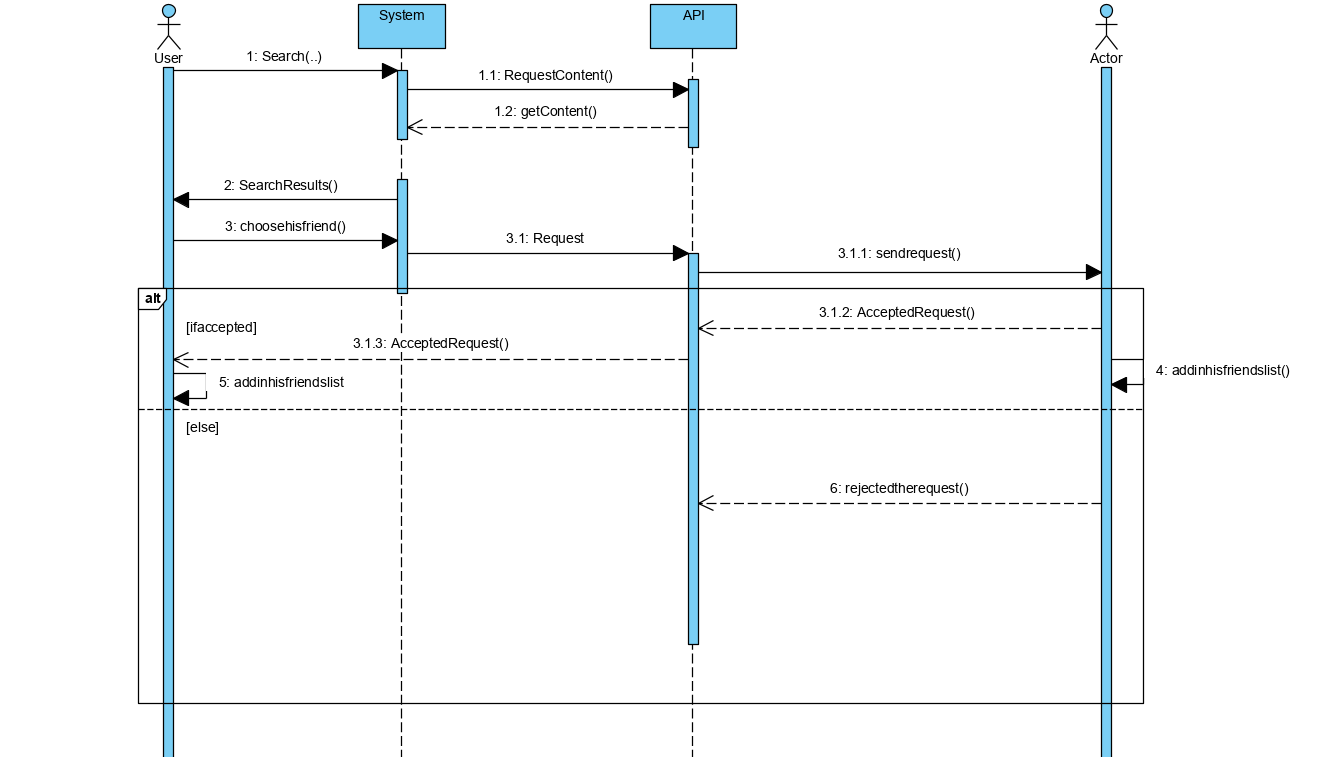 System
API
User
Actor
1: Search(..)
1.1: RequestContent()
1.2: getContent()
2: SearchResults()
3: choosehisfriend()
3.1: Request
3.1.1: sendrequest()
alt
3.1.2: AcceptedRequest()
[ifaccepted]
3.1.3: AcceptedRequest()
4: addinhisfriendslist()
5: addinhisfriendslist
[else]
6: rejectedtherequest()